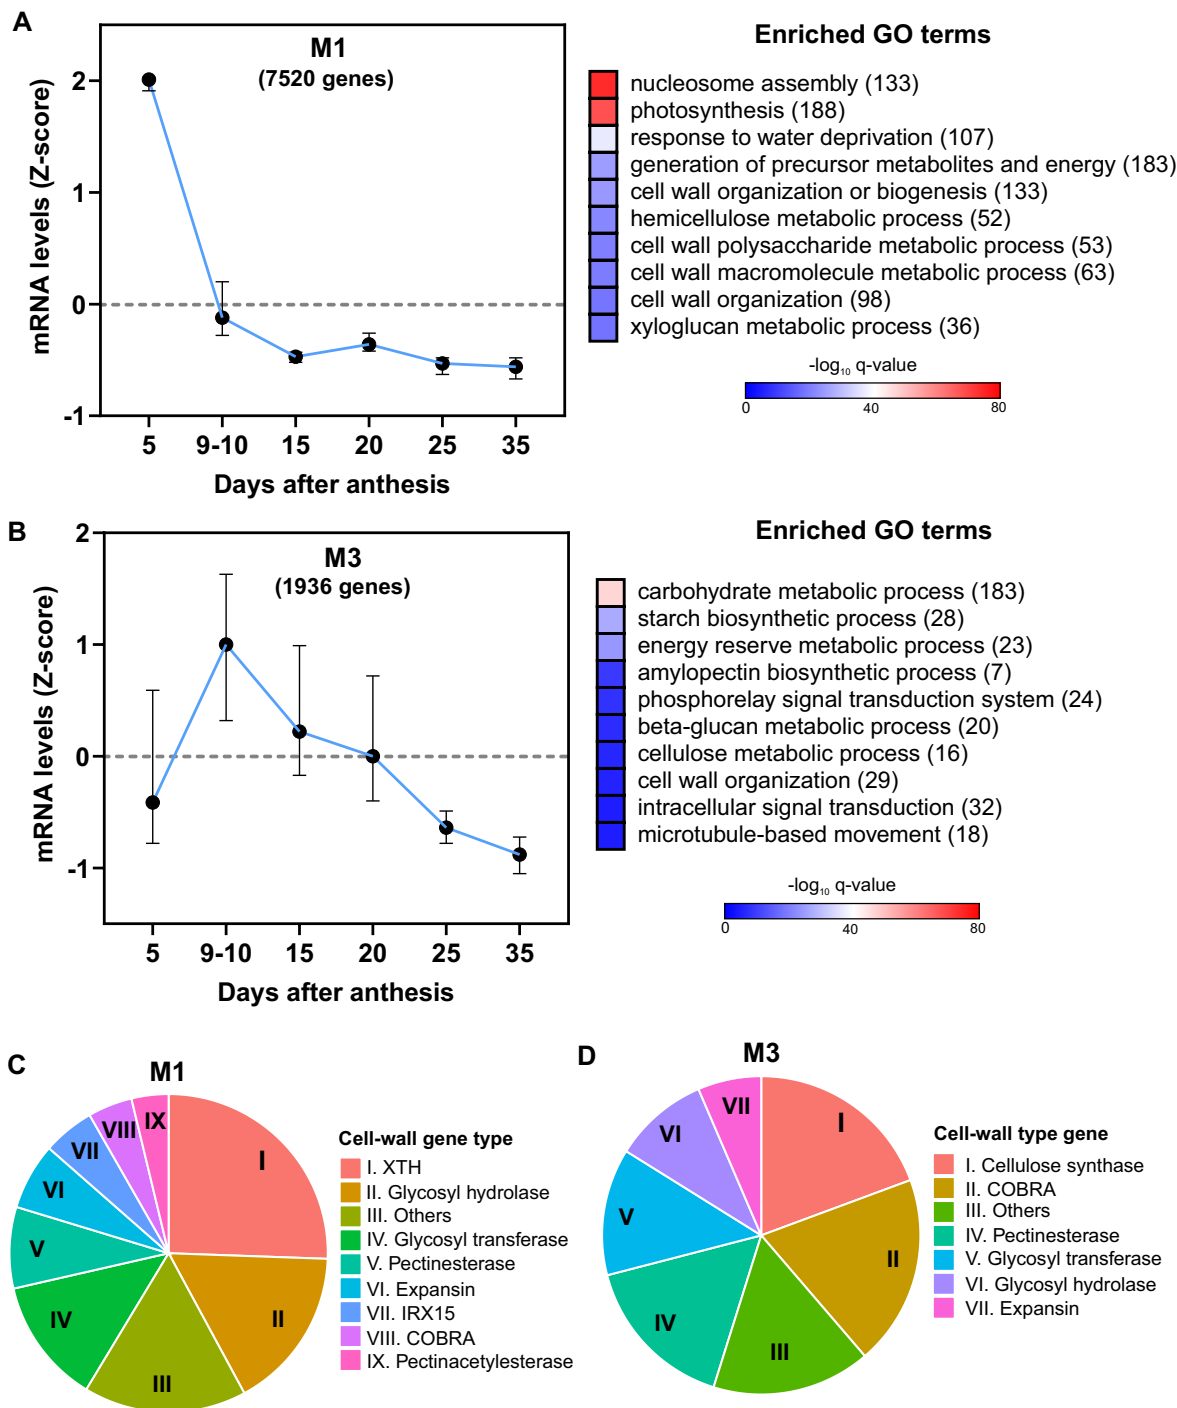 A
M1
(7520 genes)
mRNA levels (Z-score)
2
1
0
-1
5
9-10
15
20
25
35
Days after anthesis
Enriched GO terms
nucleosome assembly (133)
photosynthesis (188)
response to water deprivation (107)
generation of precursor metabolites and energy (183)
cell wall organization or biogenesis (133)
hemicellulose metabolic process (52)
cell wall polysaccharide metabolic process (53)
cell wall macromolecule metabolic process (63)
cell wall organization (98)
xyloglucan metabolic process (36)
-log₁₀ q-value
0
40
80
B
M3
(1936 genes)
mRNA levels (Z-score)
2
1
0
-1
5
9-10
15
20
25
35
Days after anthesis
Enriched GO terms
carbohydrate metabolic process (183)
starch biosynthetic process (28)
energy reserve metabolic process (23)
amylopectin biosynthetic process (7)
phosphorelay signal transduction system (24)
beta-glucan metabolic process (20)
cellulose metabolic process (16)
cell wall organization (29)
intracellular signal transduction (32)
microtubule-based movement (18)
-log₁₀ q-value
0
40
80
C
M1
I
II
III
IV
V
VI
VII
VIII
IX
Cell-wall gene type
I. XTH
II. Glycosyl hydrolase
III. Others
IV. Glycosyl transferase
V. Pectinesterase
VI. Expansin
VII. IRX15
VIII. COBRA
IX. Pectinacetylesterase
D
M3
I
II
III
IV
V
VI
VII
Cell-wall type gene
I. Cellulose synthase
II. COBRA
III. Others
IV. Pectinesterase
V. Glycosyl transferase
VI. Glycosyl hydrolase
VII. Expansin